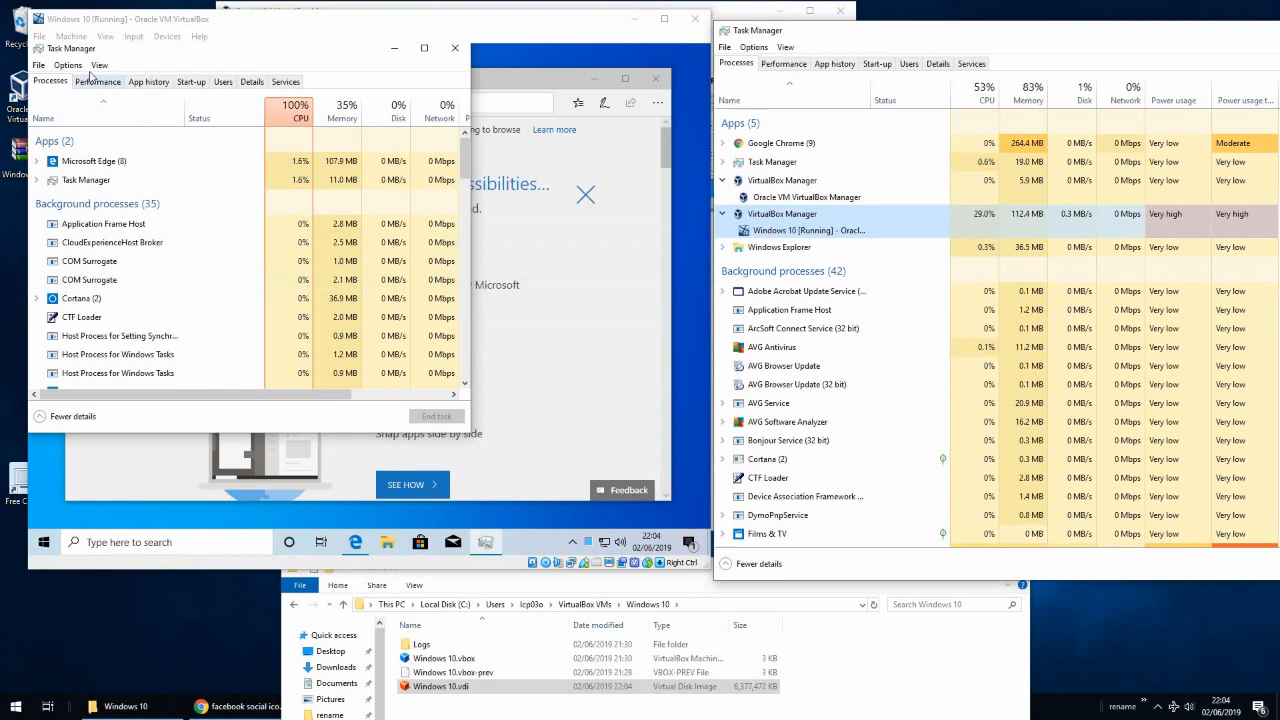 Windows 10 [Running] - Oracle VM VirtualBox
File Machine View Input Devices Help
Task Manager
File Options View
Processes Performance App history Start-up Users Details Services
100% 35% 0% 0%
Name Status CPU Memory Disk Network P
Apps (2)
Microsoft Edge (8) 1.6% 107.9 MB 0 MB/s 0 Mbps
Task Manager 1.6% 11.0 MB 0 MB/s 0 Mbps
Background processes (35)
Application Frame Host 0% 2.8 MB 0 MB/s 0 Mbps
CloudExperienceHost Broker 0% 2.5 MB 0 MB/s 0 Mbps
COM Surrogate 0% 1.0 MB 0 MB/s 0 Mbps
COM Surrogate 0% 2.1 MB 0 MB/s 0 Mbps
Cortana (2) 0% 36.9 MB 0 MB/s 0 Mbps
CTF Loader 0% 2.0 MB 0 MB/s 0 Mbps
Host Process for Setting Synchr... 0% 0.9 MB 0 MB/s 0 Mbps
Host Process for Windows Tasks 0% 1.2 MB 0 MB/s 0 Mbps
Host Process for Windows Tasks 0% 0.9 MB 0 MB/s 0 Mbps
Fewer details End task
ng to browse Learn more
ssibilities...
d.
Microsoft
Snap apps side by side
SEE HOW
Feedback
Type here to search
22:04
02/06/2019
1
Right Ctrl
Task Manager
File Options View
Processes Performance App history Start-up Users Details Services
53% 83% 1% 0%
Name Status CPU Memory Disk Network Power usage Power usage t...
Apps (5)
Google Chrome (9) 0% 264.4 MB 0 MB/s 0 Mbps Very low Moderate
Task Manager 0.6% 19.0 MB 0 MB/s 0 Mbps Very low Very low
VirtualBox Manager 0% 5.9 MB 0 MB/s 0 Mbps Very low Very low
Oracle VM VirtualBox Manager
VirtualBox Manager 29.0% 112.4 MB 0.3 MB/s 0 Mbps Very high Very high
Windows 10 [Running] - Oracl...
Windows Explorer 0.3% 36.5 MB 0 MB/s 0 Mbps Very low Very low
Background processes (42)
Adobe Acrobat Update Service (... 0% 0.1 MB 0 MB/s 0 Mbps Very low Very low
Application Frame Host 0% 1.2 MB 0 MB/s 0 Mbps Very low Very low
ArcSoft Connect Service (32 bit) 0% 0.1 MB 0 MB/s 0 Mbps Very low Very low
AVG Antivirus 0.1% 11.2 MB 0 MB/s 0 Mbps Very low Very low
AVG Browser Update 0% 0.1 MB 0 MB/s 0 Mbps Very low Very low
AVG Browser Update (32 bit) 0% 0.1 MB 0 MB/s 0 Mbps Very low Very low
AVG Service 0% 20.9 MB 0 MB/s 0 Mbps Very low Very low
AVG Software Analyzer 0% 16.2 MB 0 MB/s 0 Mbps Very low Very low
Bonjour Service (32 bit) 0% 0.3 MB 0 MB/s 0 Mbps Very low Very low
Cortana (2) 0% 0.3 MB 0 MB/s 0 Mbps Very low Very low
CTF Loader 0% 2.8 MB 0 MB/s 0 Mbps Very low Very low
Device Association Framework ... 0% 1.4 MB 0 MB/s 0 Mbps Very low Very low
DymoPnpService 0% 0.3 MB 0 MB/s 0 Mbps Very low Very low
Films & TV 0% 0.1 MB 0 MB/s 0 Mbps Very low Very low
Fewer details
File Home Share View
This PC Local Disk (C:) Users lcp03o VirtualBox VMs Windows 10 Search Windows 10
Name Date modified Type Size
Quick access
Desktop
Downloads
Documents
Pictures
rename
Logs 02/06/2019 21:30 File folder
Windows 10.vbox 02/06/2019 21:30 VirtualBox Machin... 3 KB
Windows 10.vbox-prev 02/06/2019 21:28 VBOX-PREV File 3 KB
Windows 10.vdi 02/06/2019 22:04 Virtual Disk Image 6,377,472 KB
Recyc
Oracl
Windo
Free C
Windows 10 facebook social ico... rename
22:04
02/06/2019
6